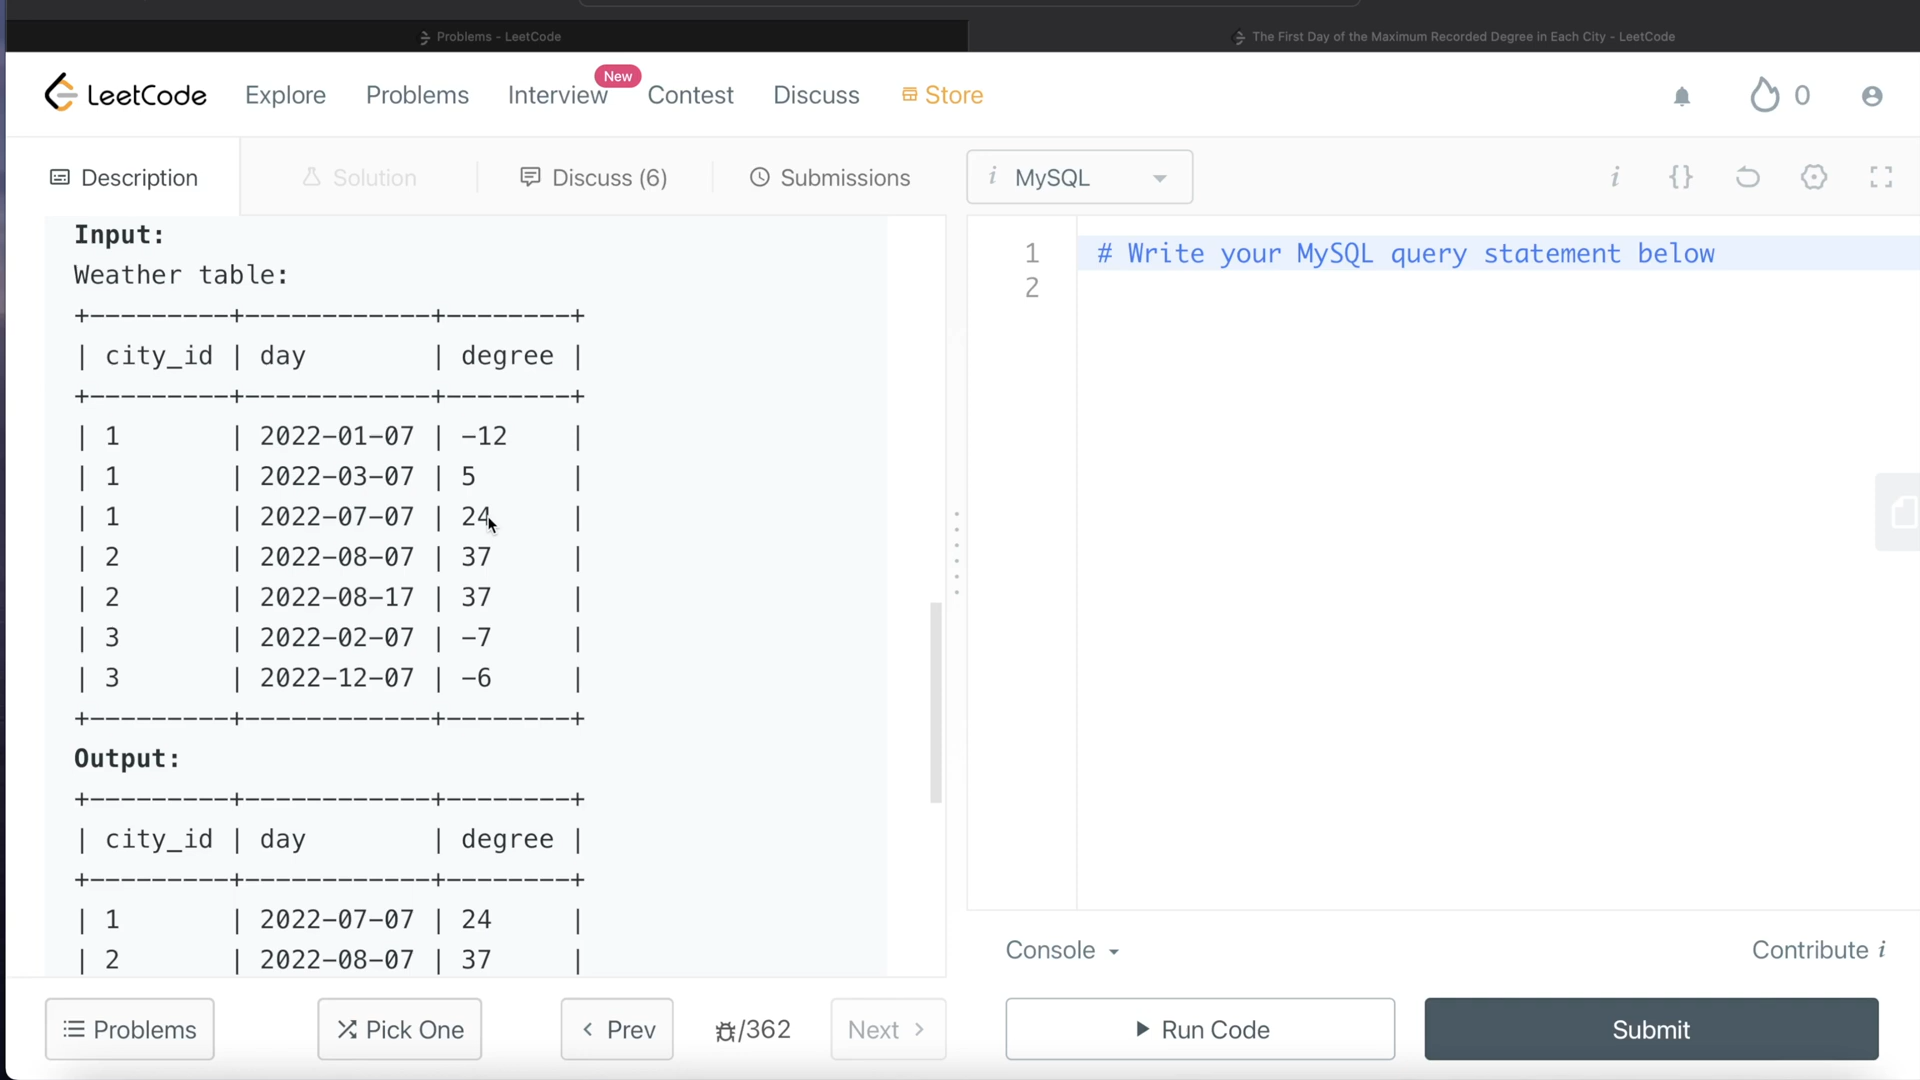 Problems - LeetCode
The First Day of the Maximum Recorded Degree in Each City - LeetCode
LeetCode Explore Problems Interview New Contest Discuss Store 0
Description Solution Discuss (6) Submissions i MySQL i {}
Input:
Weather table:
+---------+------------+--------+
| city_id | day        | degree |
+---------+------------+--------+
| 1       | 2022-01-07 | -12    |
| 1       | 2022-03-07 | 5      |
| 1       | 2022-07-07 | 24     |
| 2       | 2022-08-07 | 37     |
| 2       | 2022-08-17 | 37     |
| 3       | 2022-02-07 | -7     |
| 3       | 2022-12-07 | -6     |
+---------+------------+--------+
Output:
+---------+------------+--------+
| city_id | day        | degree |
+---------+------------+--------+
| 1       | 2022-07-07 | 24     |
| 2       | 2022-08-07 | 37     |
1 # Write your MySQL query statement below
2
Console Contribute i
Problems Pick One < Prev /362 Next > Run Code Submit